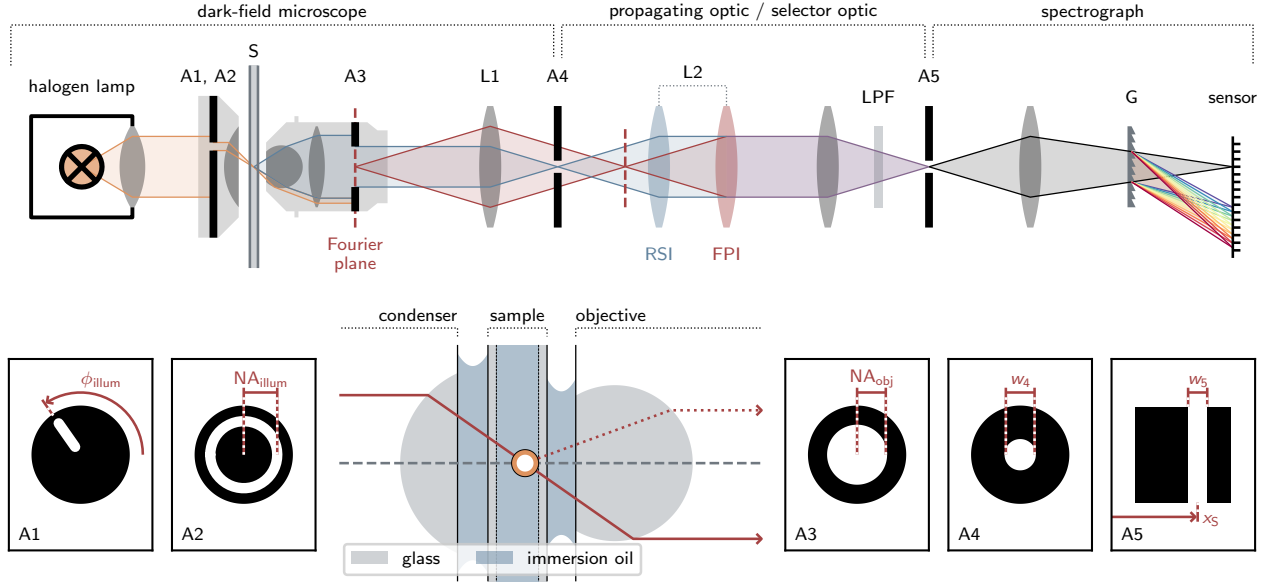 dark-field microscope
propagating optic / selector optic
spectrograph
halogen lamp
A1, A2
S
A3
L1
A4
L2
LPF
A5
G
sensor
Fourier
plane
RSI
FPI
condenser
sample
objective
ϕillum
A1
NAillum
A2
glass
immersion oil
NAobj
A3
w4
A4
w5
xS
A5